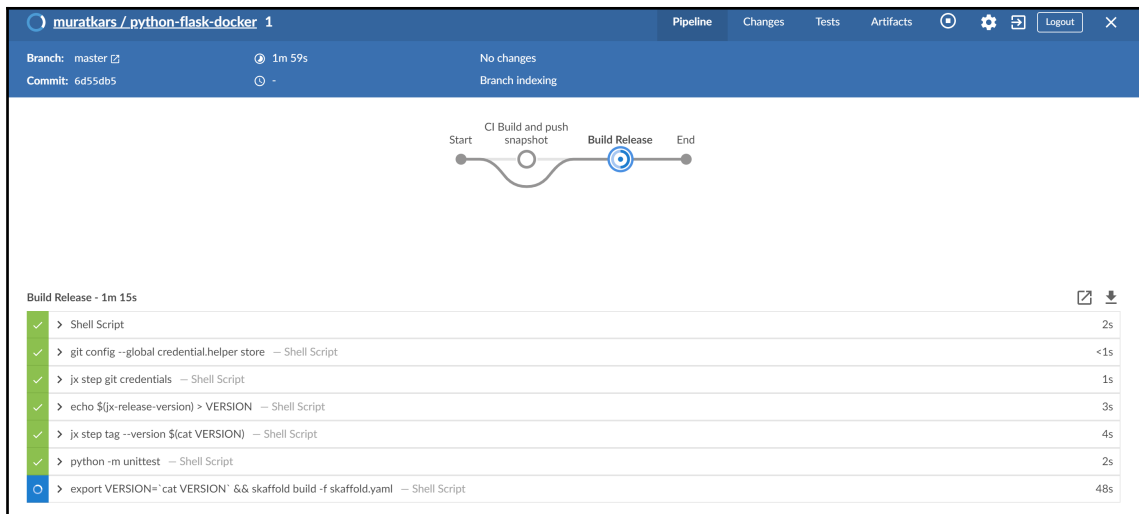 muratkars / python-flask-docker 1
Pipeline Changes Tests Artifacts Logout
Branch: master 1m 59s No changes
Commit: 6d55db5 - Branch indexing
Start CI Build and push snapshot Build Release End
Build Release - 1m 15s
Shell Script 2s
git config --global credential.helper store — Shell Script <1s
jx step git credentials — Shell Script 1s
echo $(jx-release-version) > VERSION — Shell Script 3s
jx step tag --version $(cat VERSION) — Shell Script 4s
python -m unittest — Shell Script 2s
export VERSION=`cat VERSION` && skaffold build -f skaffold.yaml — Shell Script 48s